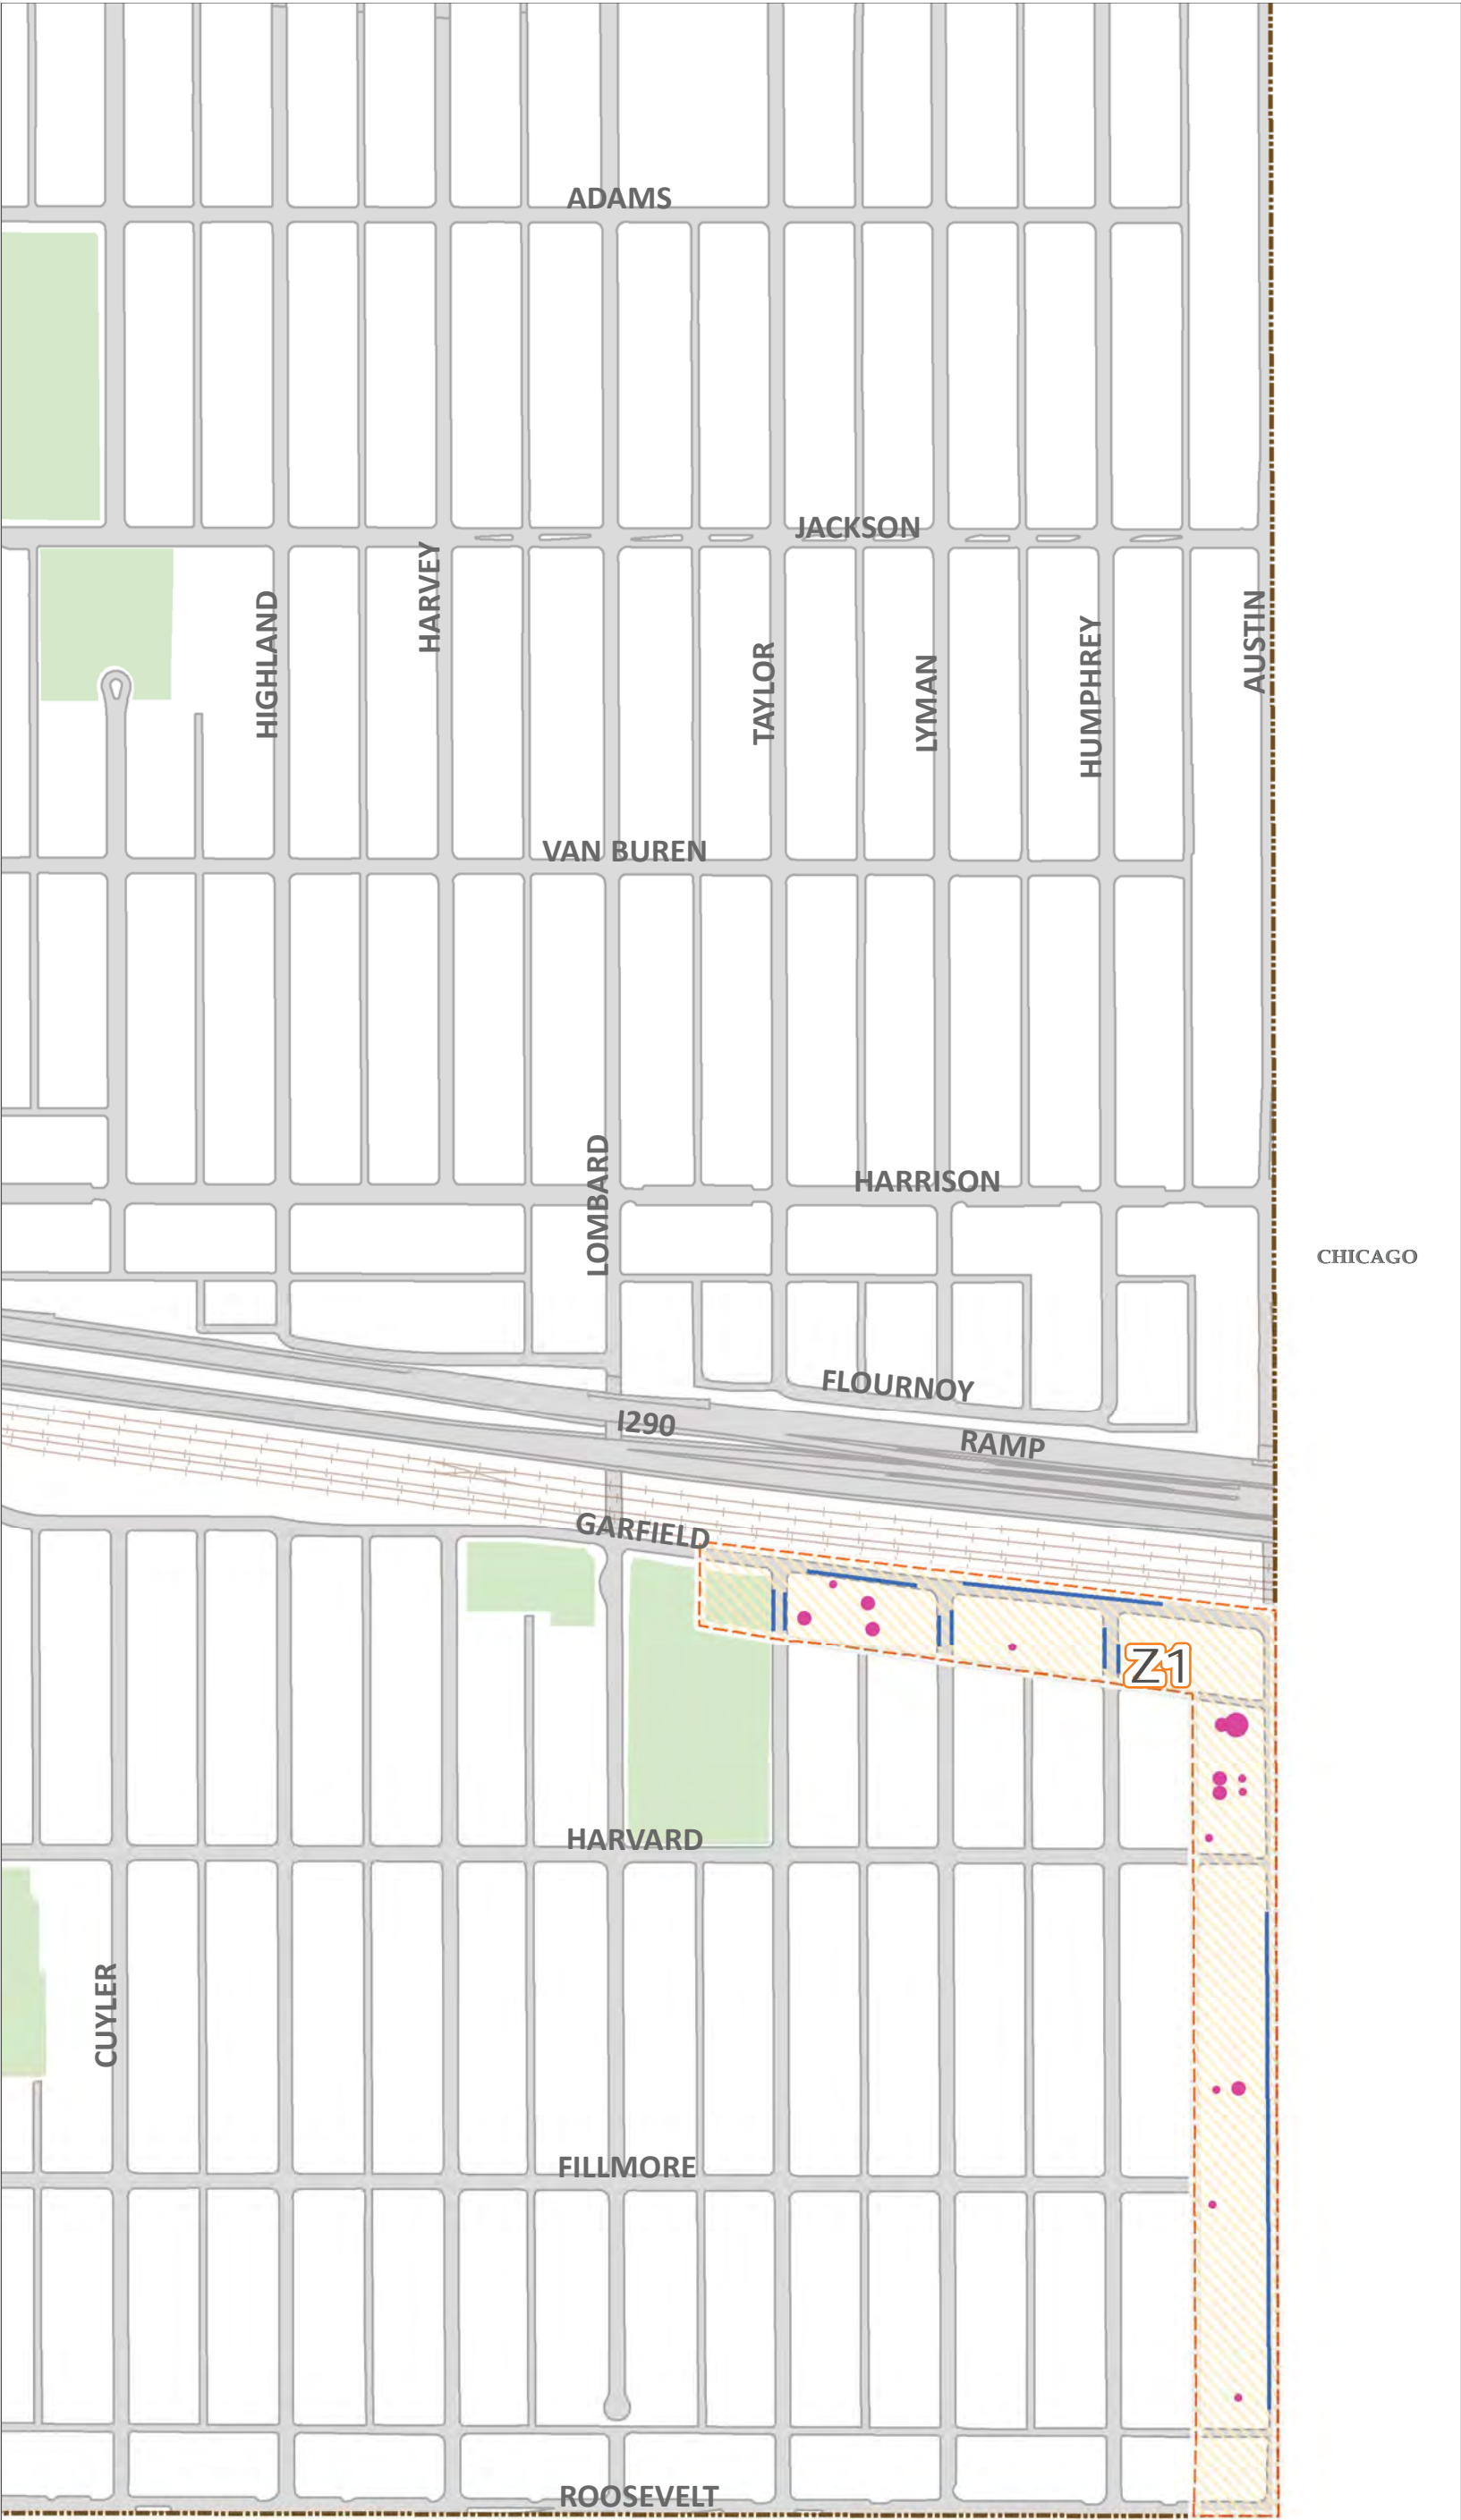 ADAMS
JACKSON
HARVEY
HIGHLAND
AUSTIN
TAYLOR
LYMAN
HUMPHREY
VAN BUREN
LOMBARD
HARRISON
CHICAGO
FLOURNOY
I290
RAMP
GARFIELD
Z1
HARVARD
CUYLER
FILLMORE
ROOSEVELT